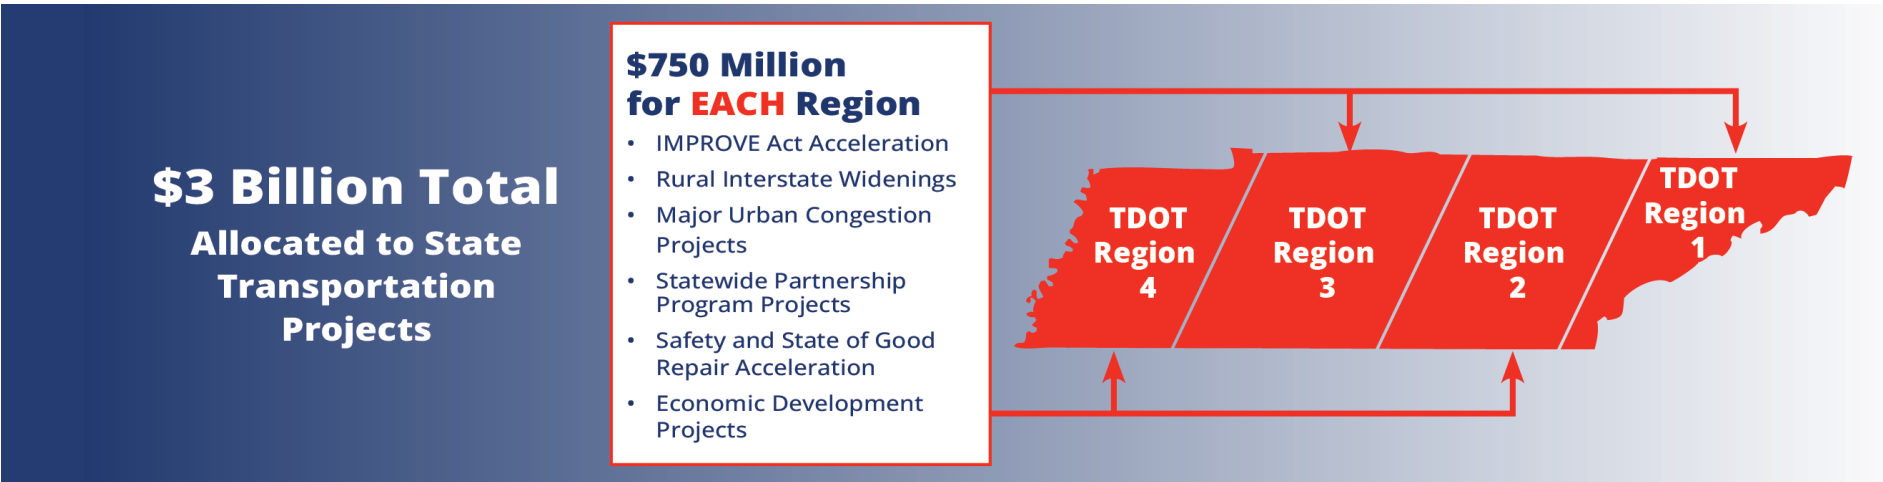 $3 Billion Total
Allocated to State
Transportation
Projects
$750 Million
for EACH Region
• IMPROVE Act Acceleration
• Rural Interstate Widenings
• Major Urban Congestion
Projects
• Statewide Partnership
Program Projects
• Safety and State of Good
Repair Acceleration
• Economic Development
Projects
TDOT
Region
4
TDOT
Region
3
TDOT
Region
2
TDOT
Region
1